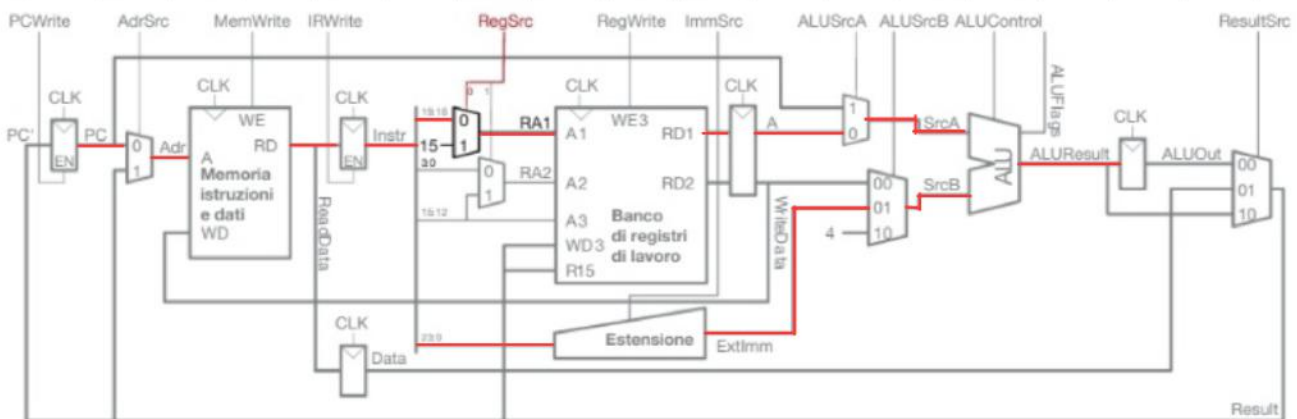 PCWrite AdrSrc MemWrite IRWrite RegSrc RegWrite ImmSrc ALUSrcA ALUSrcB ALUControl ResultSrc
CLK CLK CLK 0 1 CLK CLK ALUFlags CLK
PC' PC EN 0 1 Adr
WE
A RD
Memoria
istruzioni
e dati
WD
EN Instr
ReadData
19:16 0 RA1
15 1
3:0 0 RA2
1
15:12
WE3
A1 RD1
A2 RD2
A3
WD3
R15
Banco
di registri
di lavoro
A
WriteData
1
0
SrcA
00
01
4 10
SrcB
ALU
ALUResult
ALUOut
00
01
10
23:0
Estensione
ExtImm
CLK
Data
Result